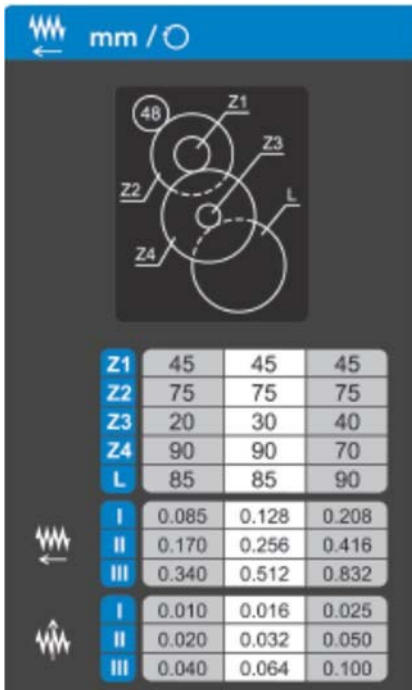 mm /
48
Z1
Z3
Z2
L
Z4
Z1 45 45 45
Z2 75 75 75
Z3 20 30 40
Z4 90 90 70
L 85 85 90
I 0.085 0.128 0.208
II 0.170 0.256 0.416
III 0.340 0.512 0.832
I 0.010 0.016 0.025
II 0.020 0.032 0.050
III 0.040 0.064 0.100